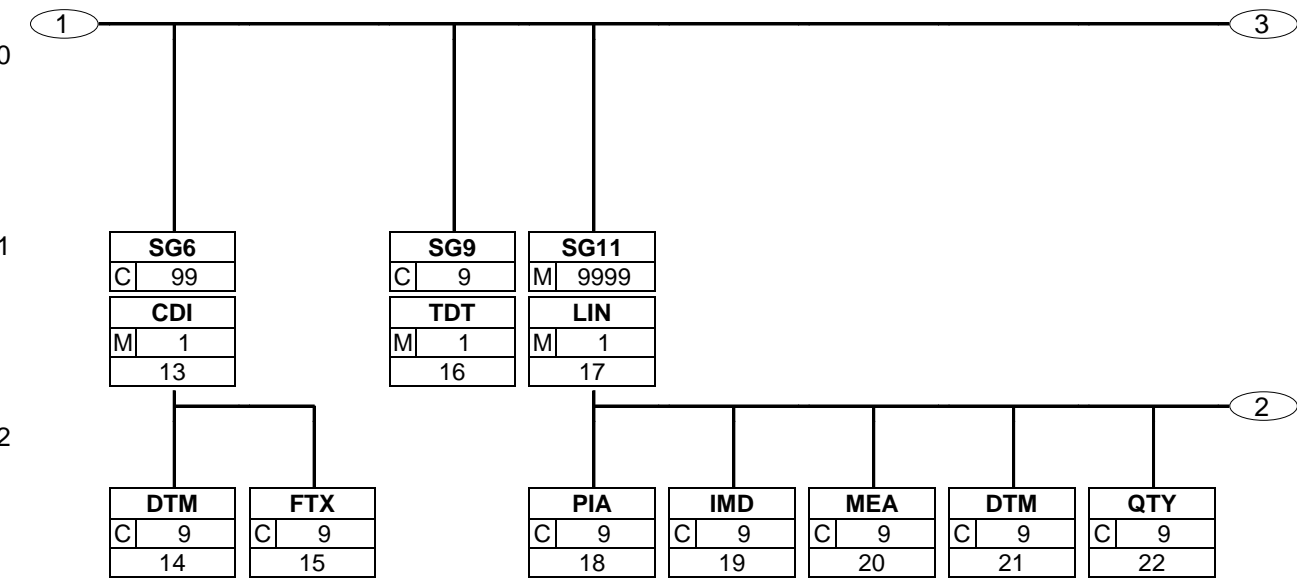 1 3
0
1
SG6 SG9 SG11
C 99 C 9 M 9999
CDI TDT LIN
M 1 M 1 M 1
13 16 17
2
2
DTM FTX PIA IMD MEA DTM QTY
C 9 C 9 C 9 C 9 C 9 C 9 C 9
14 15 18 19 20 21 22